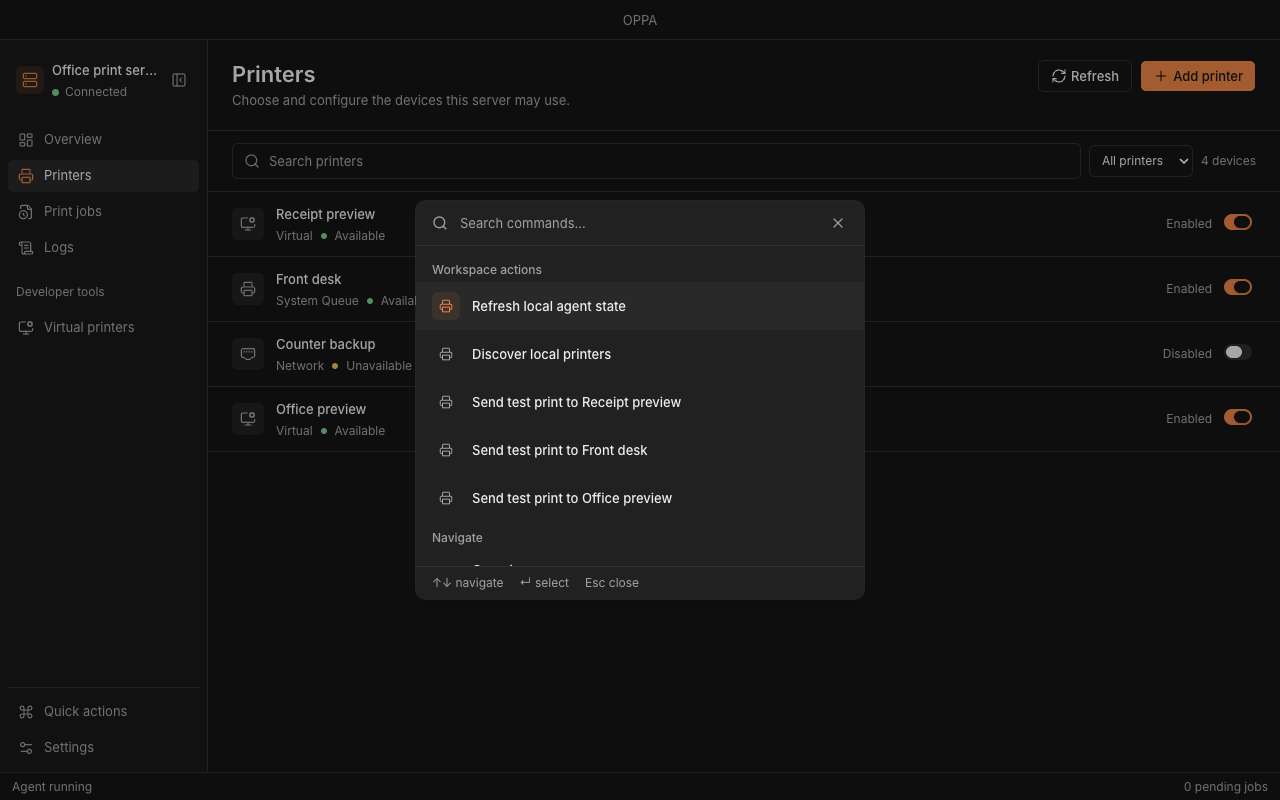 OPPA
Office print ser...
Connected
Overview
Printers
Print jobs
Logs
Developer tools
Virtual printers
Quick actions
Settings
Printers
Choose and configure the devices this server may use.
Refresh
Add printer
Search printers
All printers
4 devices
Receipt preview
Virtual
Available
Enabled
Front desk
System Queue
Enabled
Counter backup
Network
Unavailable
Disabled
Office preview
Virtual
Available
Enabled
Search commands...
Workspace actions
Refresh local agent state
Discover local printers
Send test print to Receipt preview
Send test print to Front desk
Send test print to Office preview
Navigate
↑↓ navigate
↵ select
Esc close
Agent running
0 pending jobs